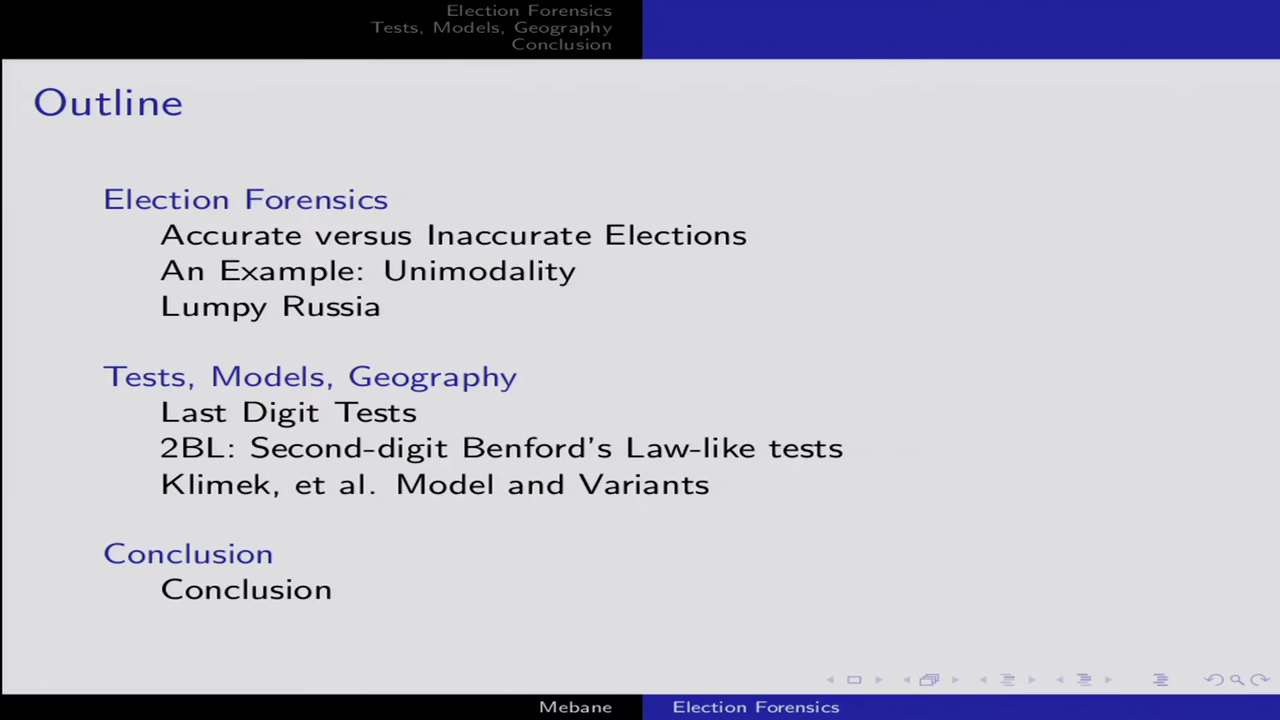 Election Forensics
Tests, Models, Geography
Conclusion
Outline
Election Forensics
Accurate versus Inaccurate Elections
An Example: Unimodality
Lumpy Russia
Tests, Models, Geography
Last Digit Tests
2BL: Second-digit Benford's Law-like tests
Klimek, et al. Model and Variants
Conclusion
Conclusion
Mebane
Election Forensics